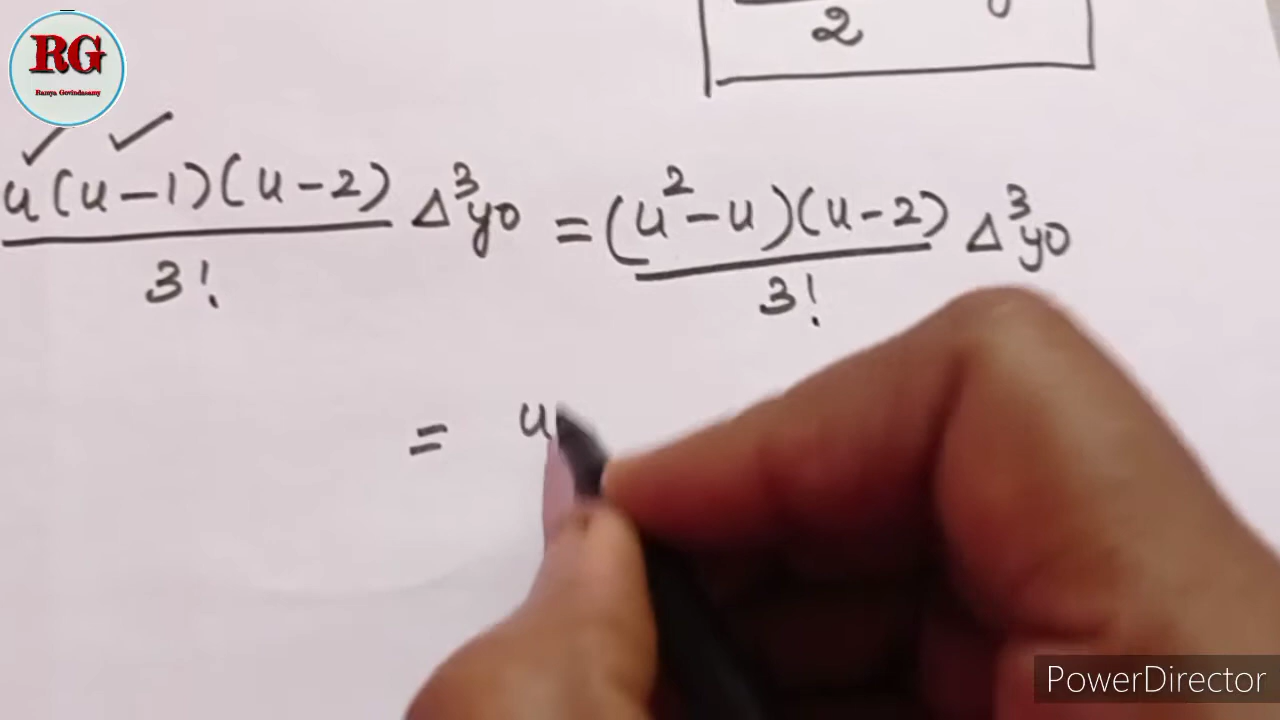 RG
Ramya Govindasamy
2
u(u-1)(u-2)/3! Δ³y0 = (u²-u)(u-2)/3! Δ³y0
= u
PowerDirector